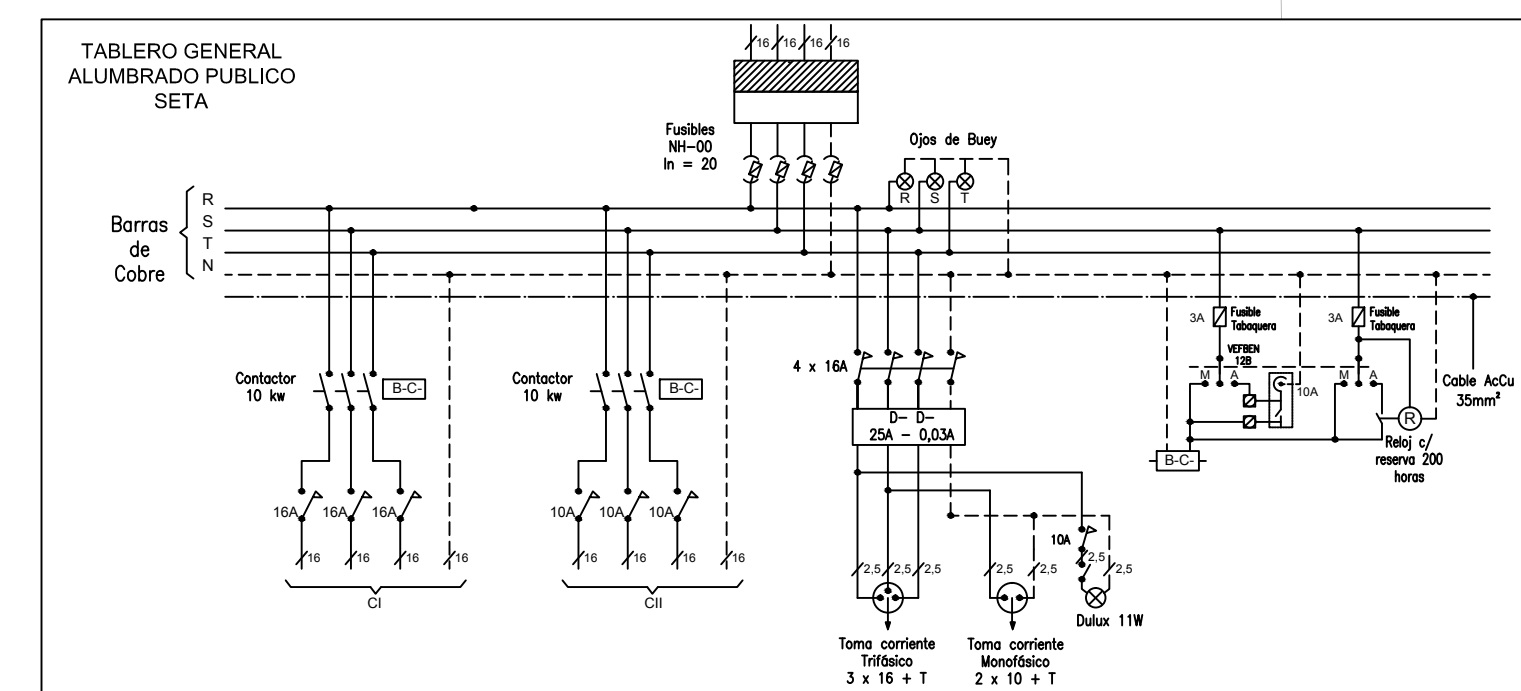 TABLERO GENERAL
ALUMBRADO PUBLICO
SETA
16 16 16 16
Fusibles
NH-00
In = 20
Ojos de Buey
R S T
Barras
de
Cobre
R
S
T
N
Contactor
10 kw
B-C-
16A 16A 16A
16 16 16 16
CI
Contactor
10 kw
B-C-
10A 10A 10A
16 16 16 16
CII
4 x 16A
D- D-
25A - 0,03A
10A
2,5
2,5 2,5 2,5
2,5 2,5
2,5
Dulux 11W
Toma corriente
Trifásico
3 x 16 + T
Toma corriente
Monofásico
2 x 10 + T
3A
Fusible
Tabaquera
3A
Fusible
Tabaquera
VEFBEN
12B
M A
10A
M A
B-C-
R
Reloj c/
reserva 200
horas
Cable AcCu
35mm²